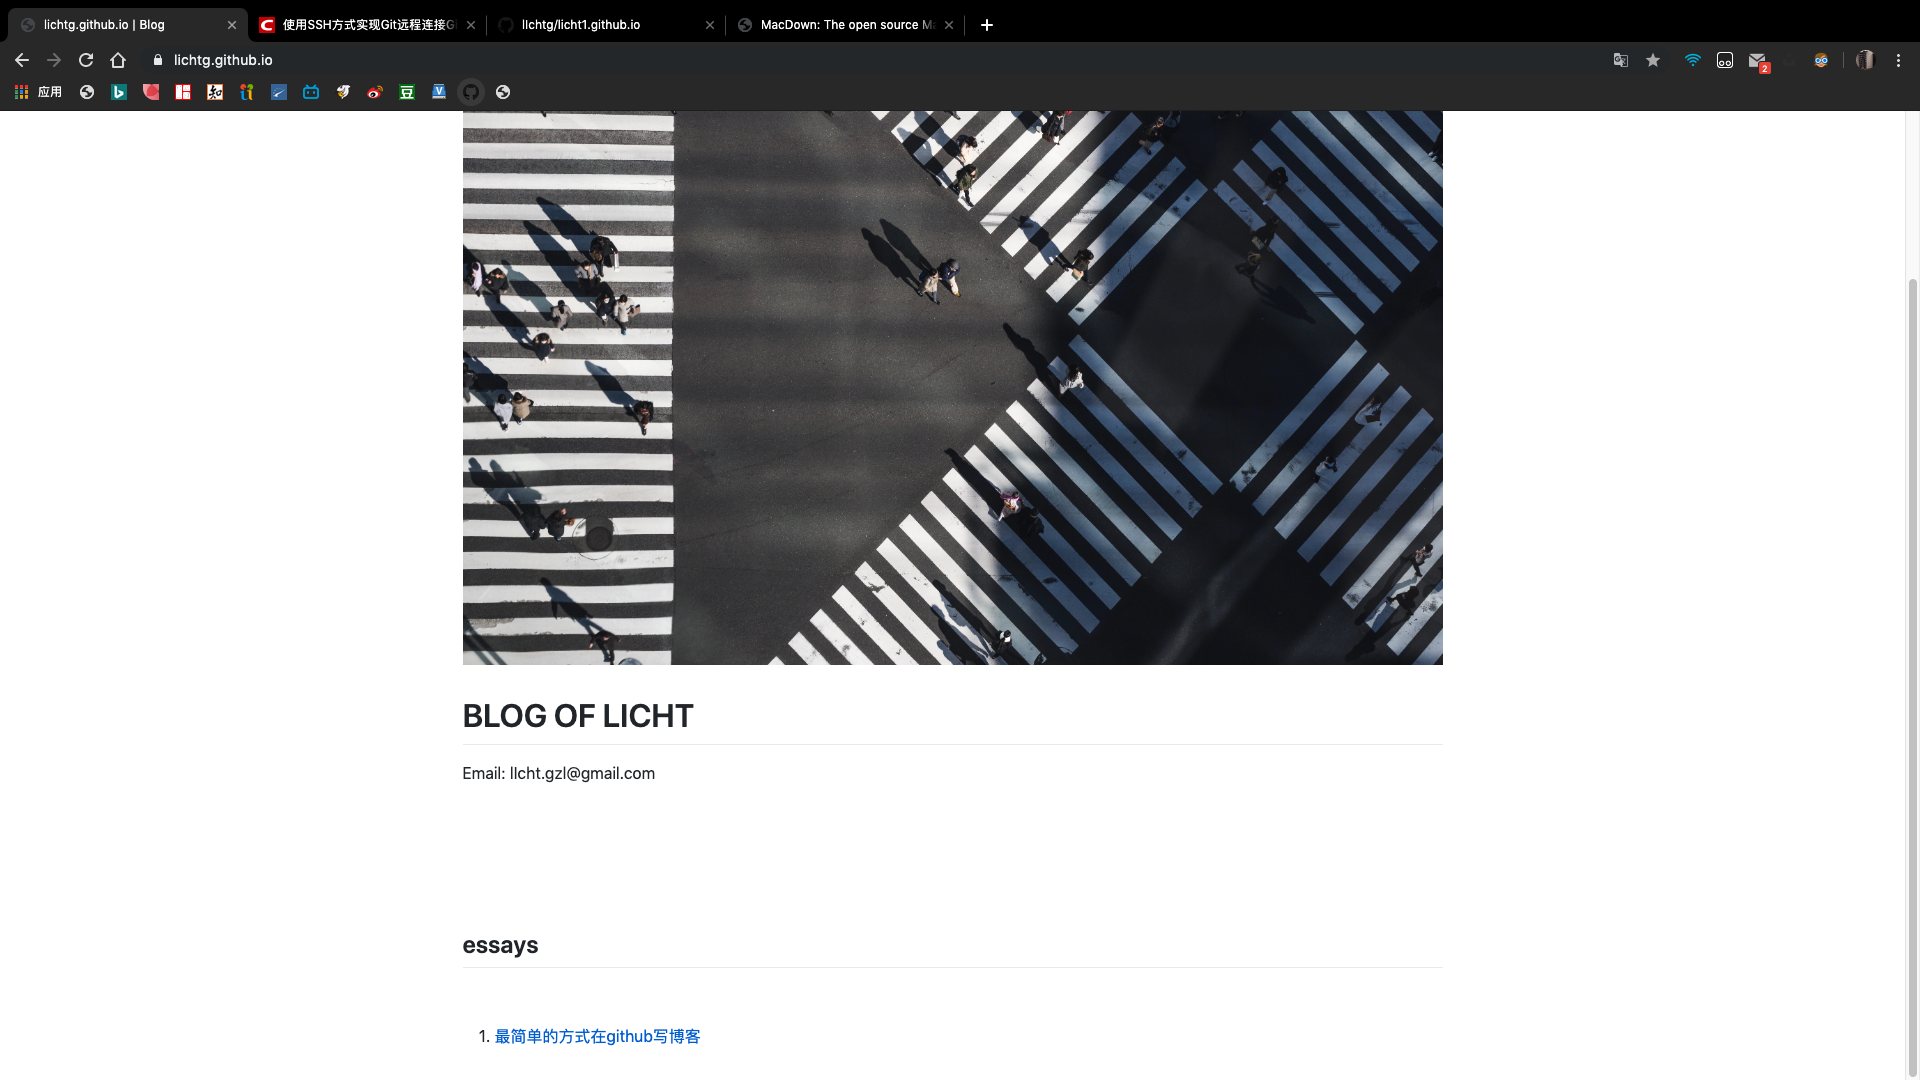 lichtg.github.io | Blog
使用SSH方式实现Git远程连接G
llchtg/licht1.github.io
MacDown: The open source Ma
lichtg.github.io
2
应用
BLOG OF LICHT
Email: llcht.gzl@gmail.com
essays
1. 最简单的方式在github写博客